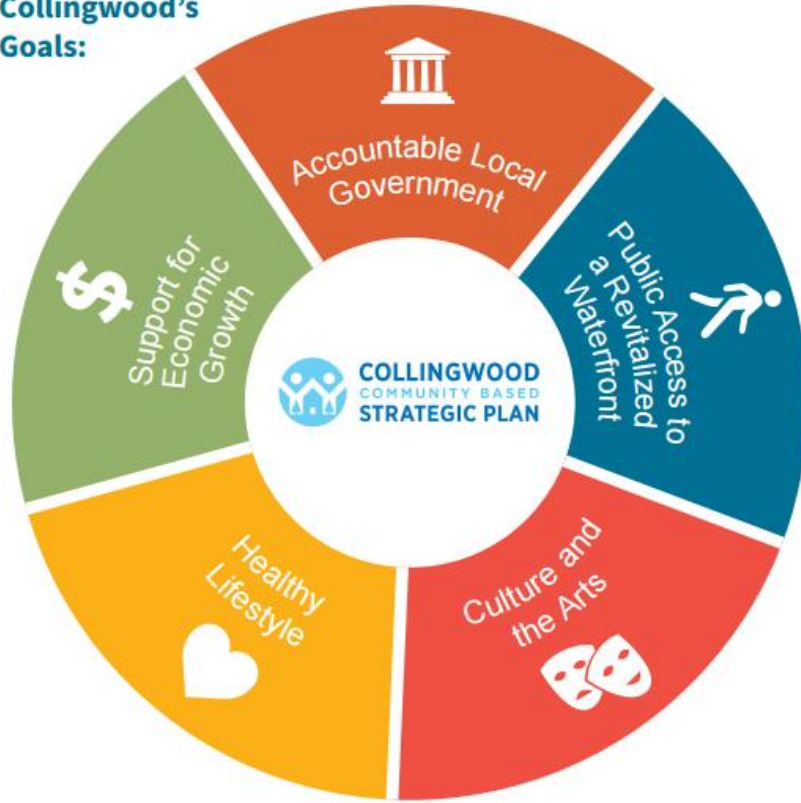 Collingwood's
Goals:
Accountable Local
Government
Public Access to
a Revitalized
Waterfront
Culture and
the Arts
Healthy
Lifestyle
$
Support for
Economic
Growth
COLLINGWOOD
COMMUNITY BASED
STRATEGIC PLAN